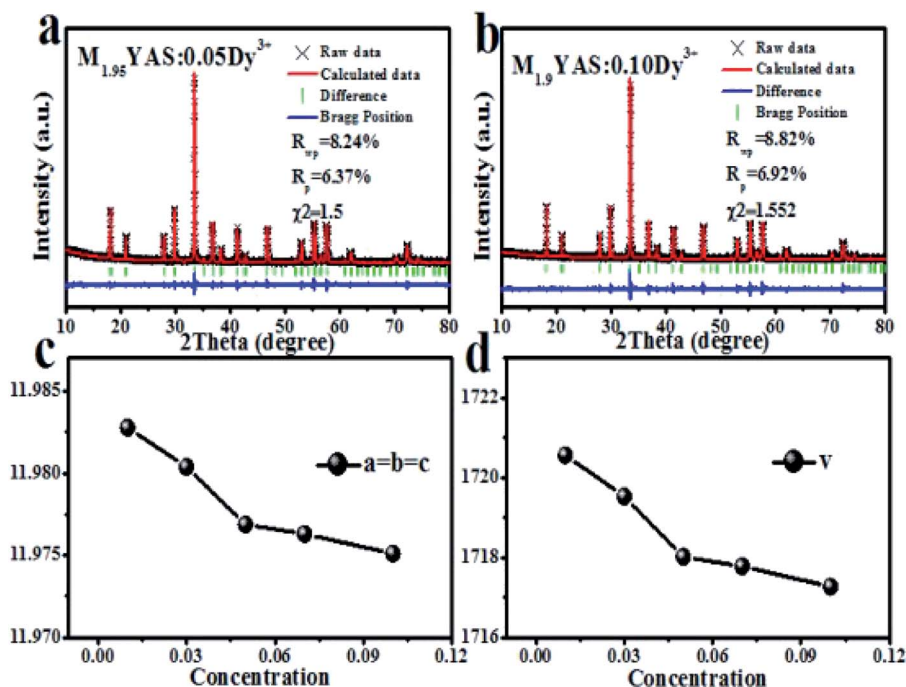 a
M1.95YAS:0.05Dy3+
Raw data
Calculated data
Difference
Bragg Position
Rwp=8.24%
Rp=6.37%
χ2=1.5
Intensity (a.u.)
10 20 30 40 50 60 70 80
2Theta (degree)
b
M1.9YAS:0.10Dy3+
Raw data
Calculated data
Difference
Bragg Position
Rwp=8.82%
Rp=6.92%
χ2=1.552
Intensity (a.u.)
10 20 30 40 50 60 70 80
2Theta (degree)
c
11.985
11.980
11.975
11.970
a=b=c
0.00 0.03 0.06 0.09 0.12
Concentration
d
1722
1720
1718
1716
v
0.00 0.03 0.06 0.09 0.12
Concentration